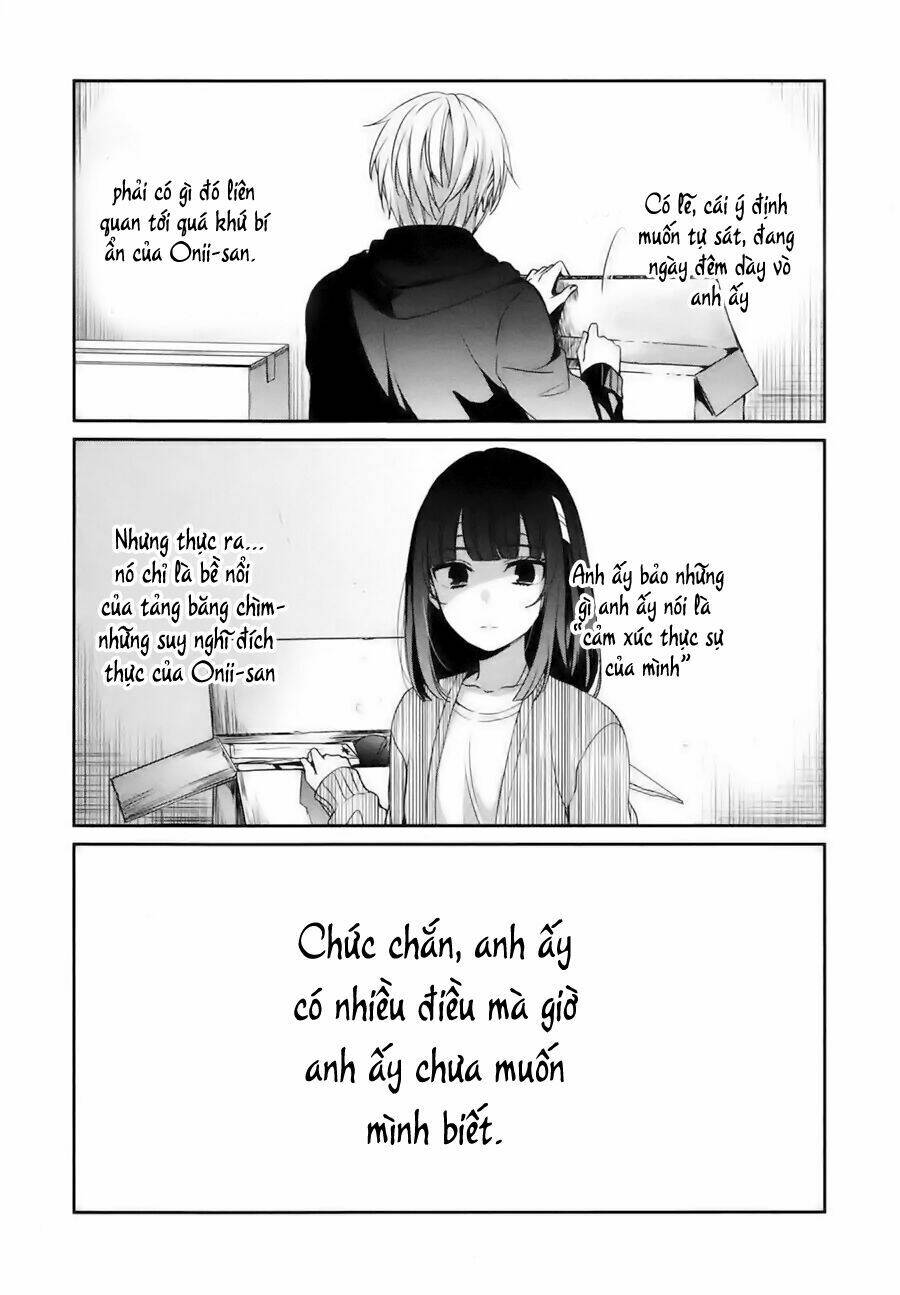 Có lẽ, cái ý định
muốn tự sát, đang
ngày đêm dày vò
anh ấy
phải có gì đó liên
quan tới quá khứ bí
ẩn của Onii-san.
Anh ấy bảo những
gì anh ấy nói là
“cảm xúc thực sự
của mình”
Nhưng thực ra...
nó chỉ là bề nổi
của tảng băng chìm-
những suy nghĩ đích
thực của Onii-san
Chức chắn, anh ấy
có nhiều điều mà giờ
anh ấy chưa muốn
mình biết.